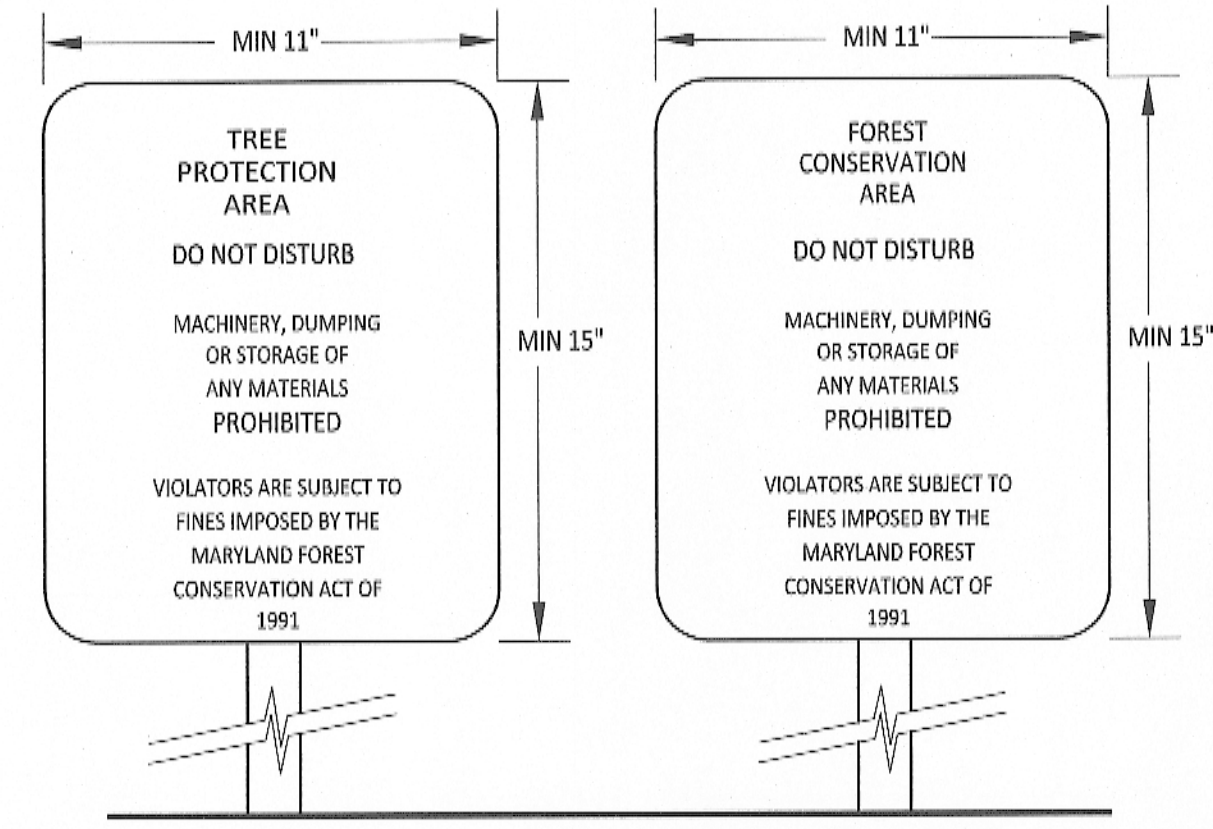 MIN 11"
TREE
PROTECTION
AREA
DO NOT DISTURB
MACHINERY, DUMPING
OR STORAGE OF
ANY MATERIALS
PROHIBITED
VIOLATORS ARE SUBJECT TO
FINES IMPOSED BY THE
MARYLAND FOREST
CONSERVATION ACT OF
1991
MIN 15"
MIN 11"
FOREST
CONSERVATION
AREA
DO NOT DISTURB
MACHINERY, DUMPING
OR STORAGE OF
ANY MATERIALS
PROHIBITED
VIOLATORS ARE SUBJECT TO
FINES IMPOSED BY THE
MARYLAND FOREST
CONSERVATION ACT OF
1991
MIN 15"